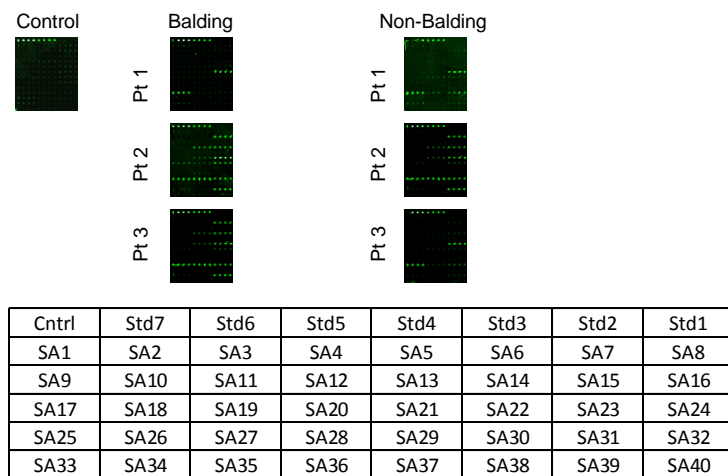 Control Balding Non-Balding
Pt 1 Pt 1
Pt 2 Pt 2
Pt 3 Pt 3
Cntrl Std7 Std6 Std5 Std4 Std3 Std2 Std1
SA1 SA2 SA3 SA4 SA5 SA6 SA7 SA8
SA9 SA10 SA11 SA12 SA13 SA14 SA15 SA16
SA17 SA18 SA19 SA20 SA21 SA22 SA23 SA24
SA25 SA26 SA27 SA28 SA29 SA30 SA31 SA32
SA33 SA34 SA35 SA36 SA37 SA38 SA39 SA40